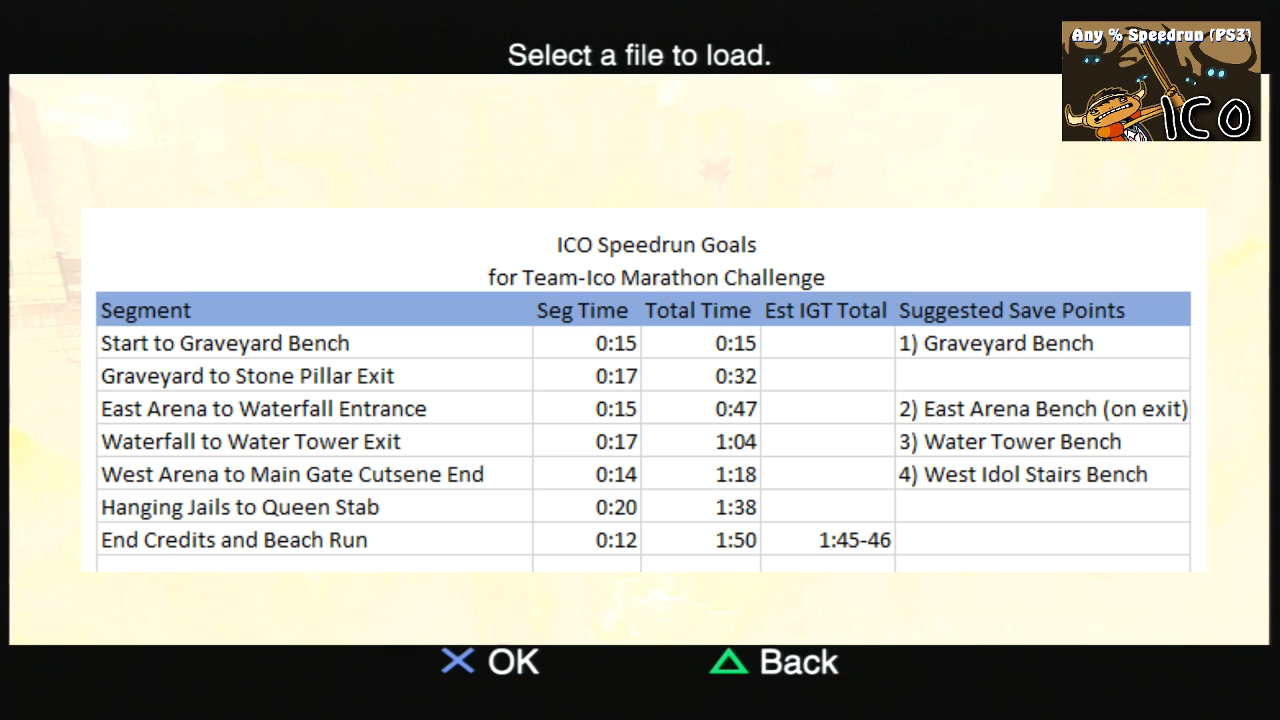 Select a file to load.
Any % Speedrun (PS3)
ICO
ICO Speedrun Goals
for Team-Ico Marathon Challenge
Segment Seg Time Total Time Est IGT Total Suggested Save Points
Start to Graveyard Bench 0:15 0:15 1) Graveyard Bench
Graveyard to Stone Pillar Exit 0:17 0:32
East Arena to Waterfall Entrance 0:15 0:47 2) East Arena Bench (on exit)
Waterfall to Water Tower Exit 0:17 1:04 3) Water Tower Bench
West Arena to Main Gate Cutsene End 0:14 1:18 4) West Idol Stairs Bench
Hanging Jails to Queen Stab 0:20 1:38
End Credits and Beach Run 0:12 1:50 1:45-46
OK Back